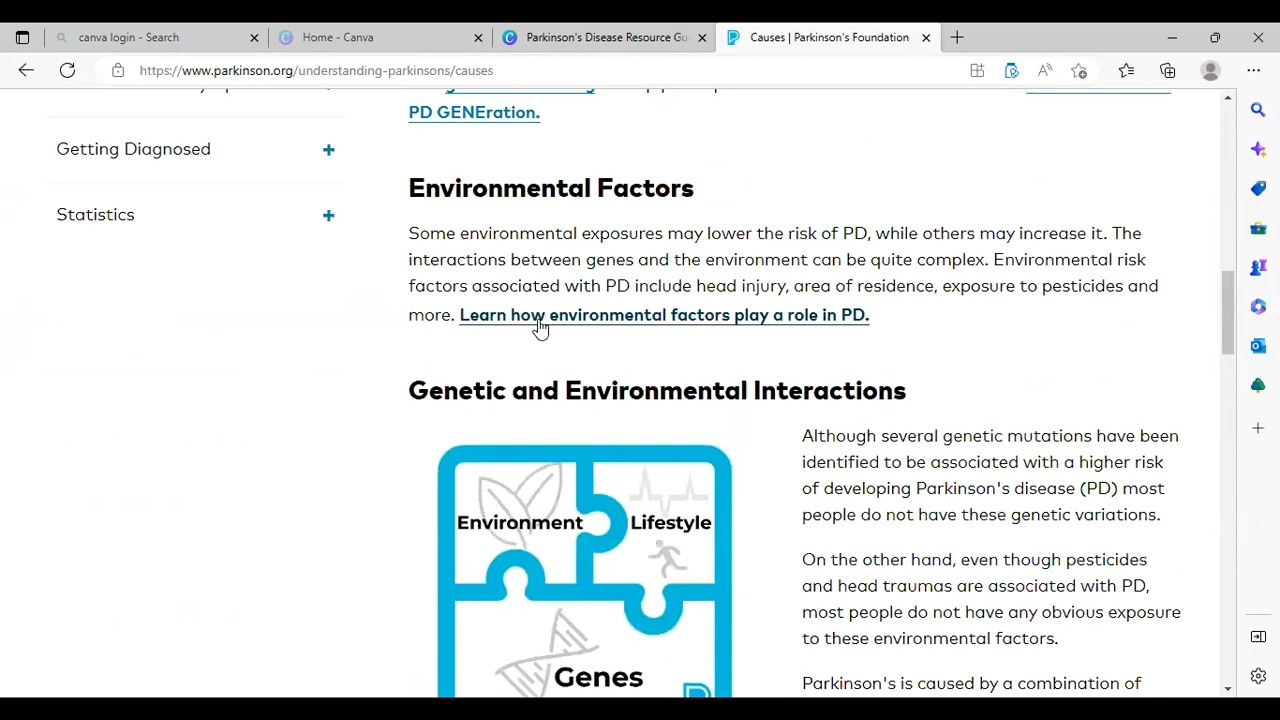 canva login - Search
Home - Canva
Parkinson's Disease Resource Gu
Causes | Parkinson's Foundation
https://www.parkinson.org/understanding-parkinsons/causes
PD GENEration.
Getting Diagnosed
Statistics
Environmental Factors
Some environmental exposures may lower the risk of PD, while others may increase it. The
interactions between genes and the environment can be quite complex. Environmental risk
factors associated with PD include head injury, area of residence, exposure to pesticides and
more. Learn how environmental factors play a role in PD.
Genetic and Environmental Interactions
Environment
Lifestyle
Genes
Although several genetic mutations have been
identified to be associated with a higher risk
of developing Parkinson's disease (PD) most
people do not have these genetic variations.
On the other hand, even though pesticides
and head traumas are associated with PD,
most people do not have any obvious exposure
to these environmental factors.
Parkinson's is caused by a combination of